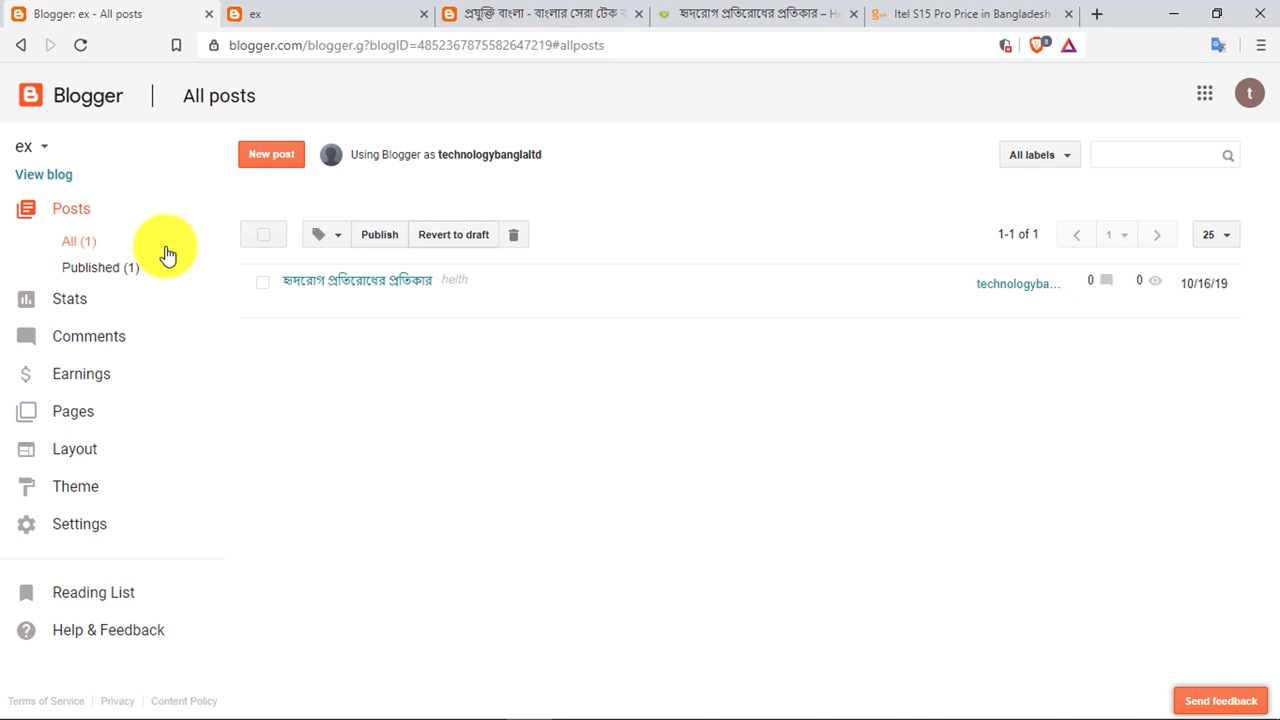 Blogger: ex - All posts
ex
প্রযুক্তি বাংলা - বাংলার সেরা টেক
হৃদরোগ প্রতিরোধের প্রতিকার – He
Itel S15 Pro Price in Bangladesh
blogger.com/blogger.g?blogID=4852367875582647219#allposts
3
Blogger
All posts
t
ex
New post
Using Blogger as technologybanglaltd
All labels
View blog
Posts
All (1)
Published (1)
Publish
Revert to draft
1-1 of 1
1
25
হৃদরোগ প্রতিরোধের প্রতিকার helth
technologyba...
0
0
10/16/19
Stats
Comments
Earnings
Pages
Layout
Theme
Settings
Reading List
Help & Feedback
Terms of Service
Privacy
Content Policy
Send feedback